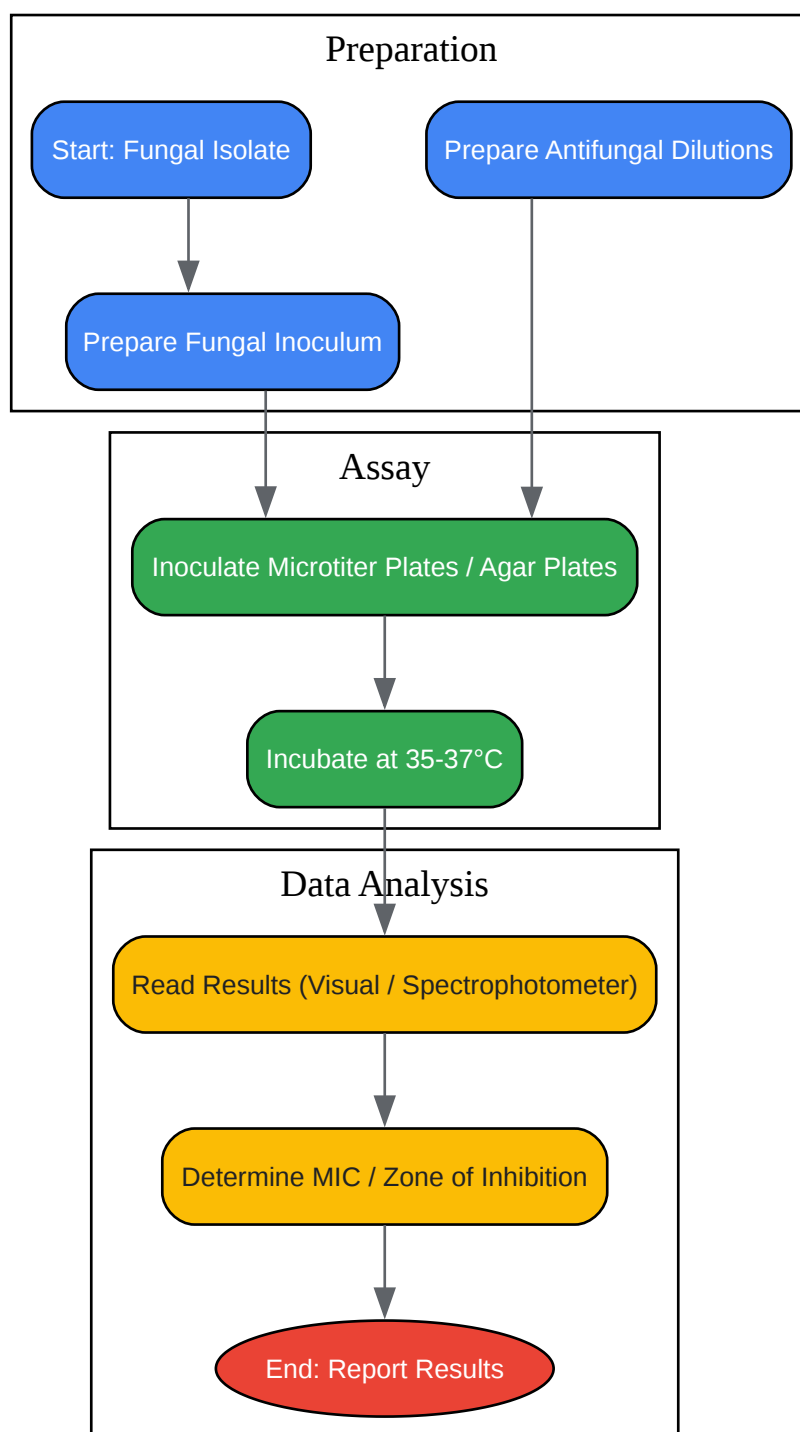 Preparation
Start: Fungal Isolate
Prepare Antifungal Dilutions
Prepare Fungal Inoculum
Assay
Inoculate Microtiter Plates / Agar Plates
Incubate at 35-37°C
Data Analysis
Read Results (Visual / Spectrophotometer)
Determine MIC / Zone of Inhibition
End: Report Results